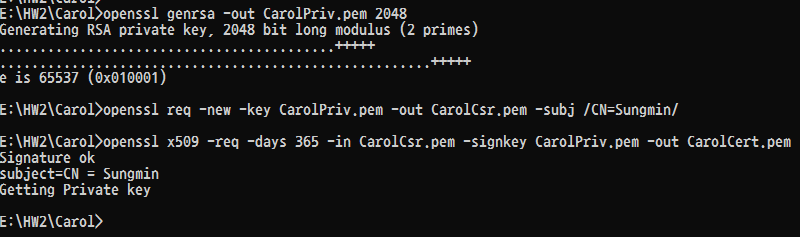 E:\HW2\Carol>
E:\HW2\Carol>openssl genrsa -out CarolPriv.pem 2048
Generating RSA private key, 2048 bit long modulus (2 primes)
..........................................+++++
......................................................+++++
e is 65537 (0x010001)
E:\HW2\Carol>openssl req -new -key CarolPriv.pem -out CarolCsr.pem -subj /CN=Sungmin/
E:\HW2\Carol>openssl x509 -req -days 365 -in CarolCsr.pem -signkey CarolPriv.pem -out CarolCert.pem
Signature ok
subject=CN = Sungmin
Getting Private key
E:\HW2\Carol>